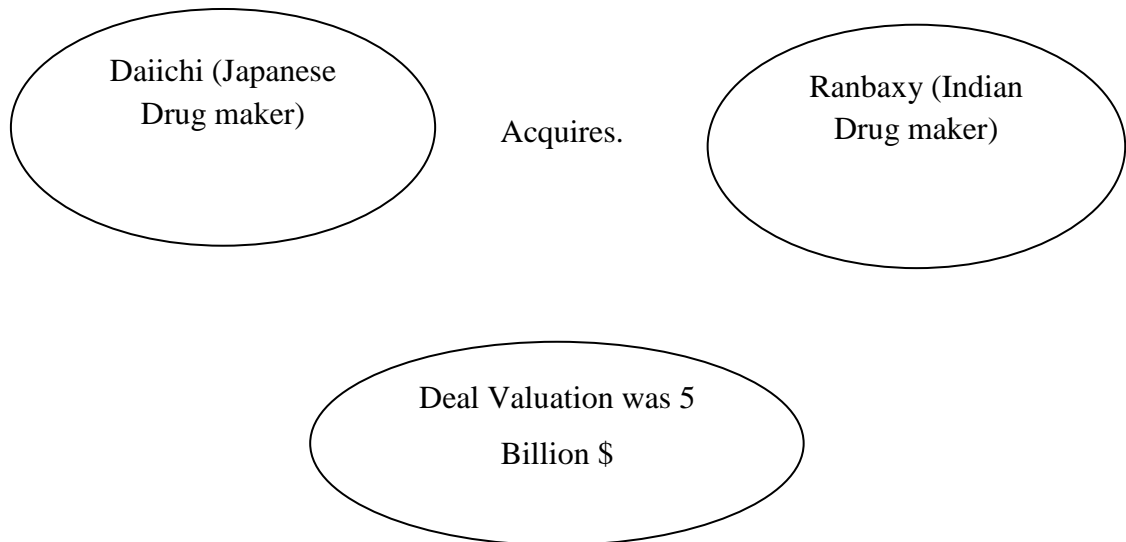 Daiichi (Japanese
Drug maker)
Acquires.
Ranbaxy (Indian
Drug maker)
Deal Valuation was 5
Billion $